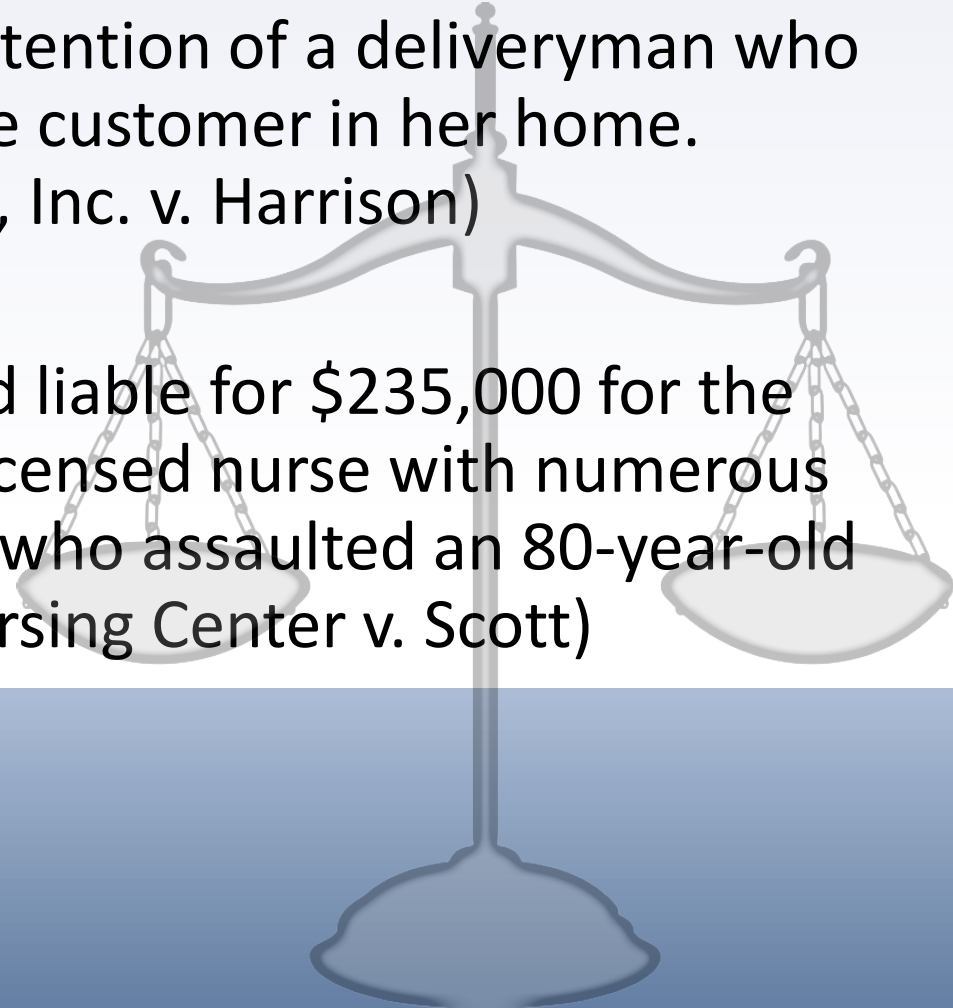 tention of a deliveryman who
e customer in her home.
, Inc. v. Harrison)
d liable for $235,000 for the
censed nurse with numerous
who assaulted an 80-year-old
rsing Center v. Scott)